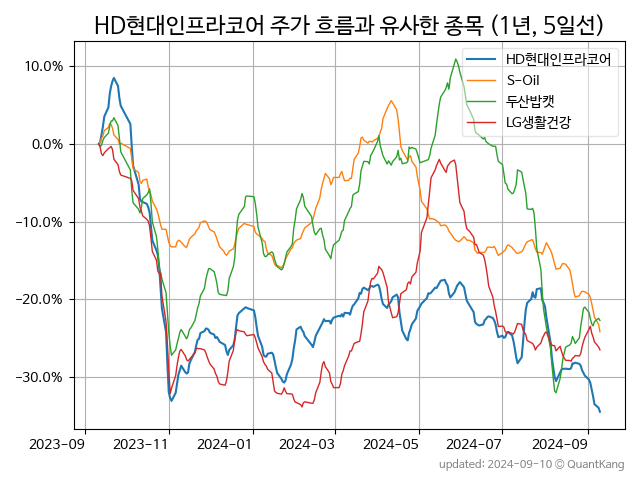 HD현대인프라코어 주가 흐름과 유사한 종목 (1년, 5일선)
HD현대인프라코어
S-Oil
두산밥캣
LG생활건강
10.0%
0.0%
−10.0%
−20.0%
−30.0%
2023-09 2023-11 2024-01 2024-03 2024-05 2024-07 2024-09
updated: 2024-09-10 © QuantKang